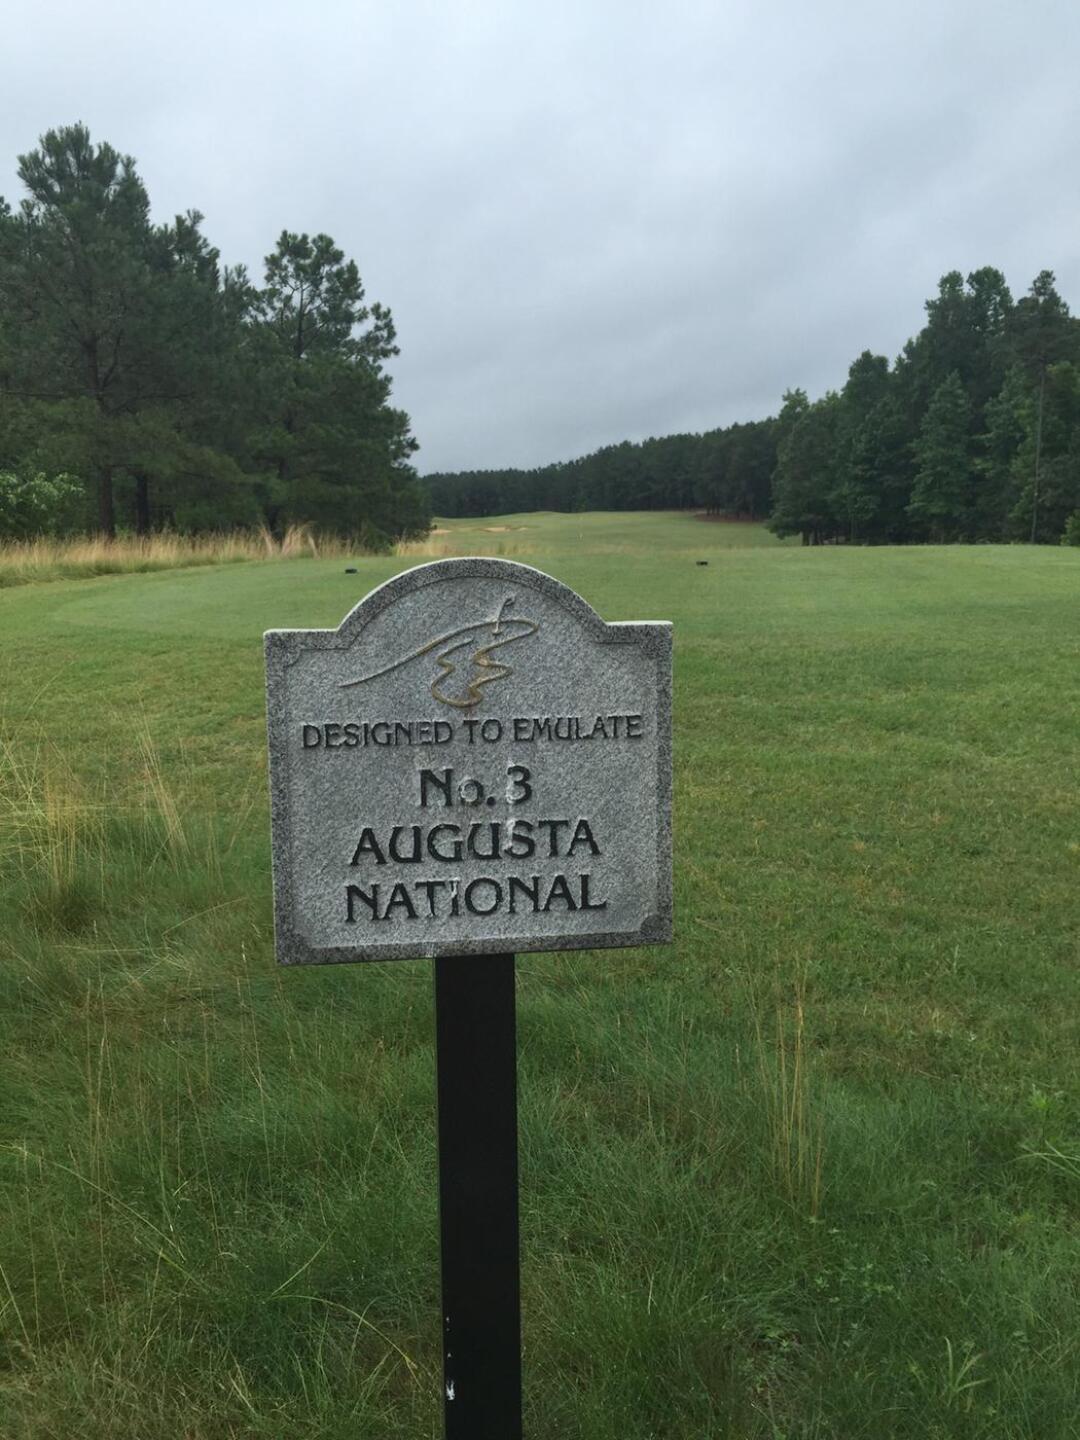 DESIGNED TO EMULATE
No. 3
AUGUSTA
NATIONAL